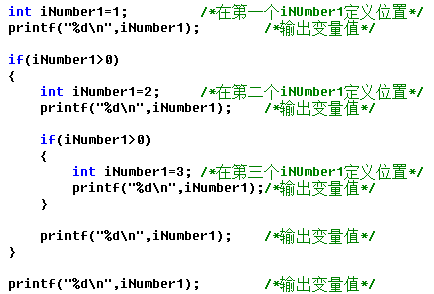 int iNumber1=1; /*在第一个iNUmber1定义位置*/
printf("%d\n",iNumber1); /*输出变量值*/
if(iNumber1>0)
{
int iNumber1=2; /*在第二个iNUmber1定义位置*/
printf("%d\n",iNumber1); /*输出变量值*/
if(iNumber1>0)
{
int iNumber1=3; /*在第三个iNUmber1定义位置*/
printf("%d\n",iNumber1);/*输出变量值*/
}
printf("%d\n",iNumber1); /*输出变量值*/
}
printf("%d\n",iNumber1); /*输出变量值*/